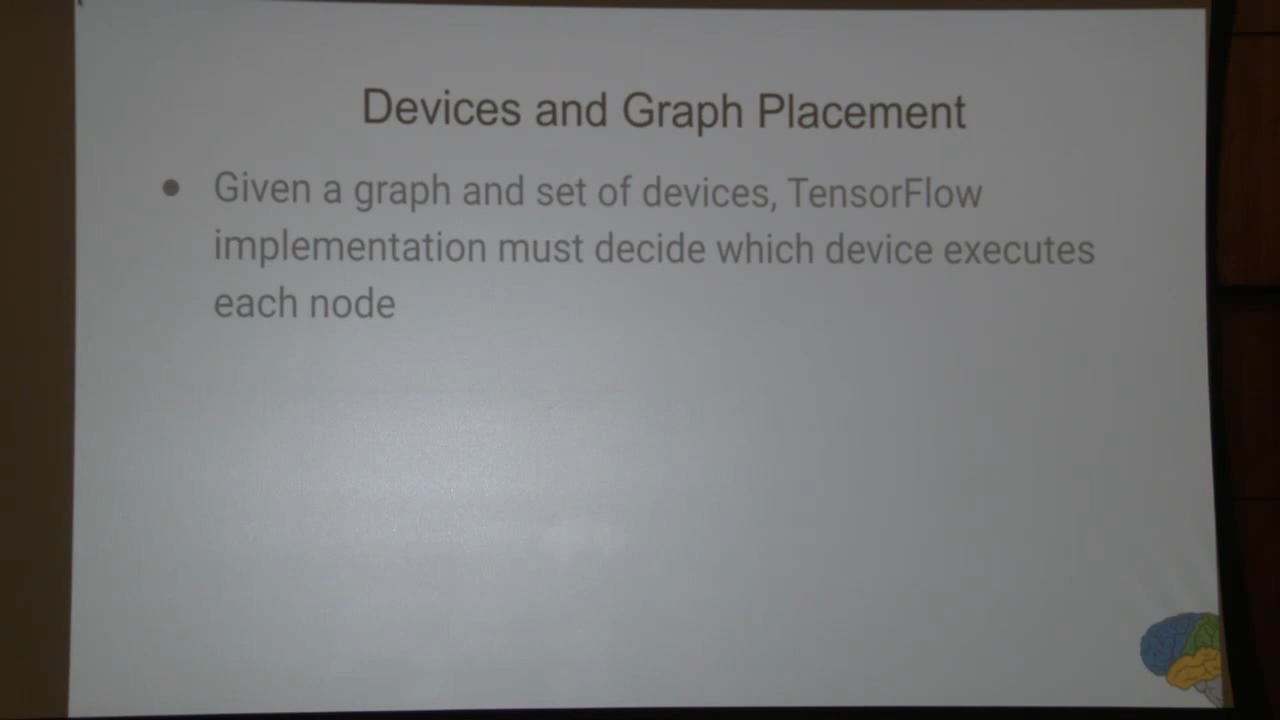 Devices and Graph Placement
● Given a graph and set of devices, TensorFlow
implementation must decide which device executes
each node